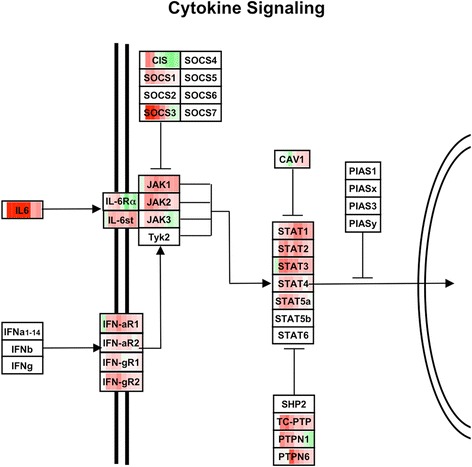 Cytokine Signaling
CIS SOCS4
SOCS1 SOCS5
SOCS2 SOCS6
SOCS3 SOCS7
CAV1
PIAS1
PIASx
PIAS3
PIASy
IL6
IL-6Rα
IL-6st
JAK1
JAK2
JAK3
Tyk2
STAT1
STAT2
STAT3
STAT4
STAT5a
STAT5b
STAT6
IFNa1-14
IFNb
IFNg
IFN-aR1
IFN-aR2
IFN-gR1
IFN-gR2
SHP2
TC-PTP
PTPN1
PTPN6